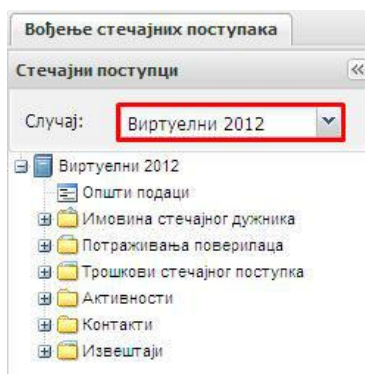 Вођење стечајних поступака
Стечајни поступци
Случај: Виртуелни 2012
Виртуелни 2012
Општи подаци
Имовина стечајног дужника
Потраживања поверилаца
Трошкови стечајног поступка
Активности
Контакти
Извештаји